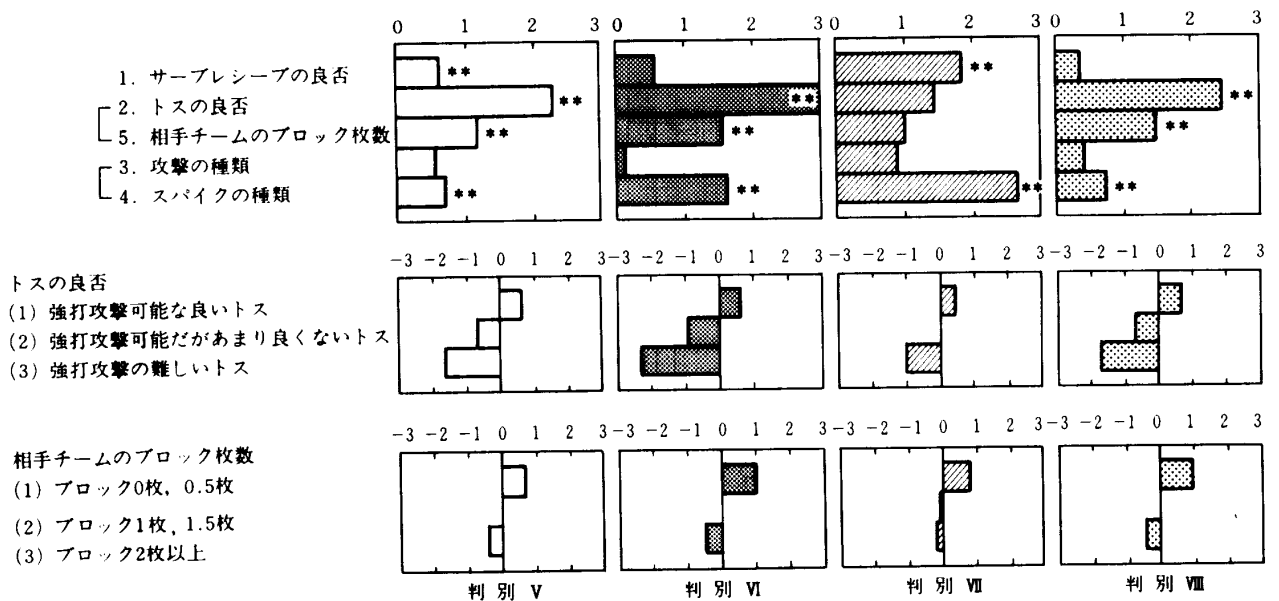 0 1 2 3 0 1 2 3 0 1 2 3 0 1 2 3
1. サーブレシーブの良否 ** **
2. トスの良否 ** ** **
5. 相手チームのブロック枚数 ** ** **
3. 攻撃の種類
4. スパイクの種類 ** ** ** **
-3 -2 -1 0 1 2 3 -3 -2 -1 0 1 2 3 -3 -2 -1 0 1 2 3 -3 -2 -1 0 1 2 3
トスの良否
(1) 強打攻撃可能な良いトス
(2) 強打攻撃可能だがあまり良くないトス
(3) 強打攻撃の難しいトス
-3 -2 -1 0 1 2 3 -3 -2 -1 0 1 2 3 -3 -2 -1 0 1 2 3 -3 -2 -1 0 1 2 3
相手チームのブロック枚数
(1) ブロック0枚, 0.5枚
(2) ブロック1枚, 1.5枚
(3) ブロック2枚以上
判別 Ⅴ 判別 Ⅵ 判別 Ⅶ 判別 Ⅷ